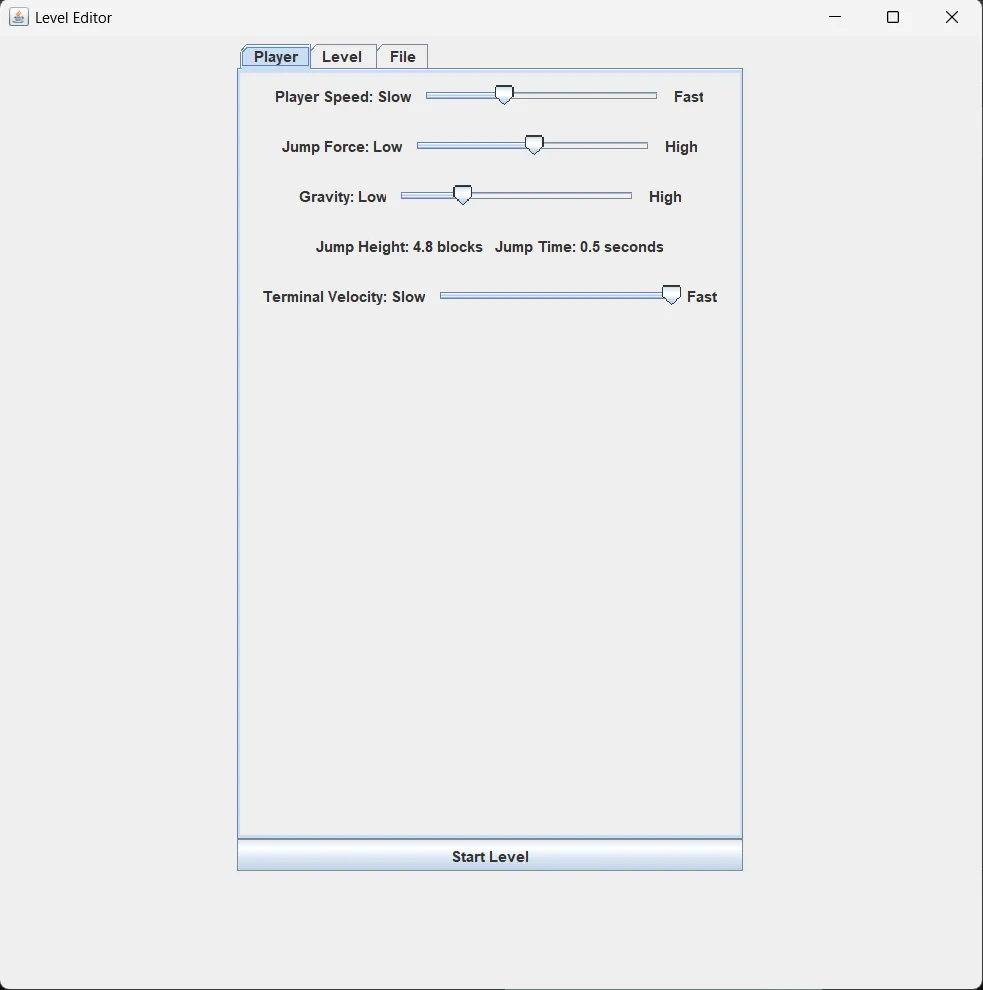 Level Editor
Player Level File
Player Speed: Slow Fast
Jump Force: Low High
Gravity: Low High
Jump Height: 4.8 blocks Jump Time: 0.5 seconds
Terminal Velocity: Slow Fast
Start Level